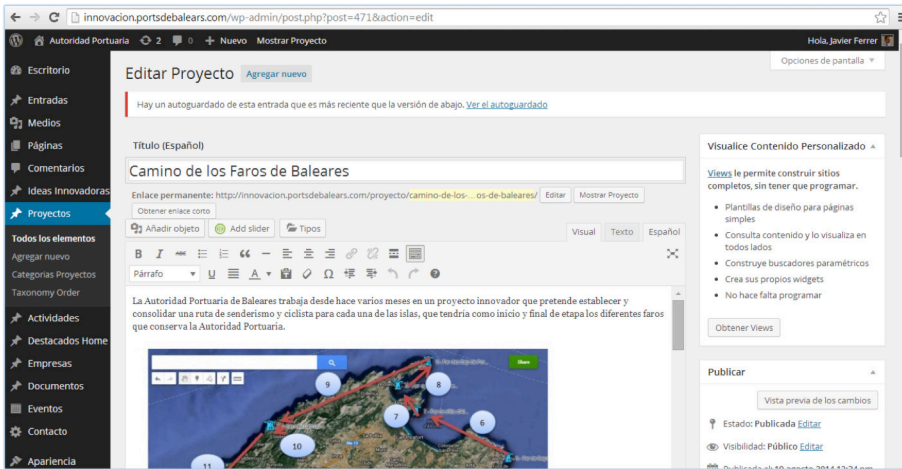 innovacion.portsdebalears.com/wp-admin/post.php?post=471&action=edit
Autoridad Portuaria 2 0 + Nuevo Mostrar Proyecto
Hola, Javier Ferrer
Opciones de pantalla
Escritorio
Entradas
Medios
Páginas
Comentarios
Ideas Innovadoras
Proyectos
Todos los elementos
Agregar nuevo
Categorias Proyectos
Taxonomy Order
Actividades
Destacados Home
Empresas
Documentos
Eventos
Contacto
Apariencia
Editar Proyecto Agregar nuevo
Hay un autoguardado de esta entrada que es más reciente que la versión de abajo. Ver el autoguardado
Título (Español)
Camino de los Faros de Baleares
Enlace permanente: http://innovacion.portsdebalears.com/proyecto/camino-de-los-...os-de-baleares/ Editar Mostrar Proyecto
Obtener enlace corto
Añadir objeto Add slider Tipos
Visual Texto Español
B I ABC
Párrafo U A Ω
La Autoridad Portuaria de Baleares trabaja desde hace varios meses en un proyecto innovador que pretende establecer y
consolidar una ruta de senderismo y ciclista para cada una de las islas, que tendría como inicio y final de etapa los diferentes faros
que conserva la Autoridad Portuaria.
Share
9
8
7
6
10
11
Visualice Contenido Personalizado
Views le permite construir sitios
completos, sin tener que programar.
• Plantillas de diseño para páginas
simples
• Consulta contenido y lo visualiza en
todos lados
• Construye buscadores paramétricos
• Crea sus propios widgets
• No hace falta programar
Obtener Views
Publicar
Vista previa de los cambios
Estado: Publicada Editar
Visibilidad: Público Editar